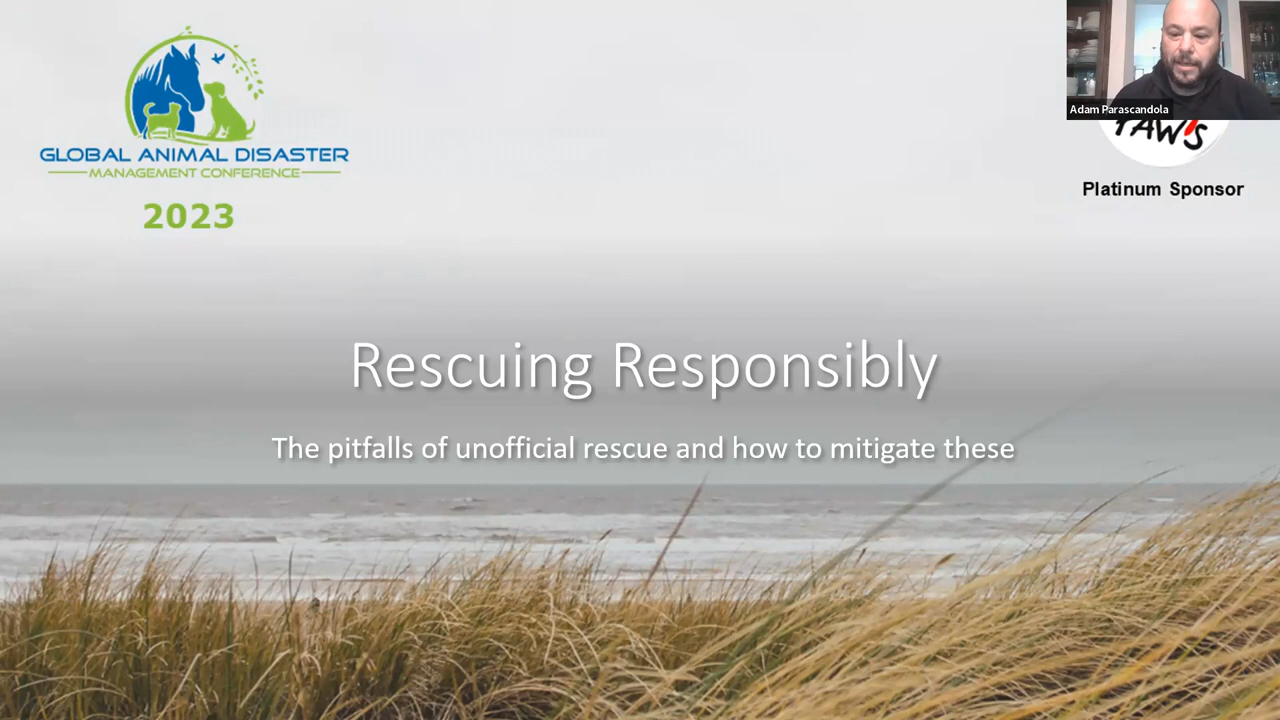 GLOBAL ANIMAL DISASTER
MANAGEMENT CONFERENCE
2023
Adam Parascandola
PAWS
Platinum Sponsor
Rescuing Responsibly
The pitfalls of unofficial rescue and how to mitigate these